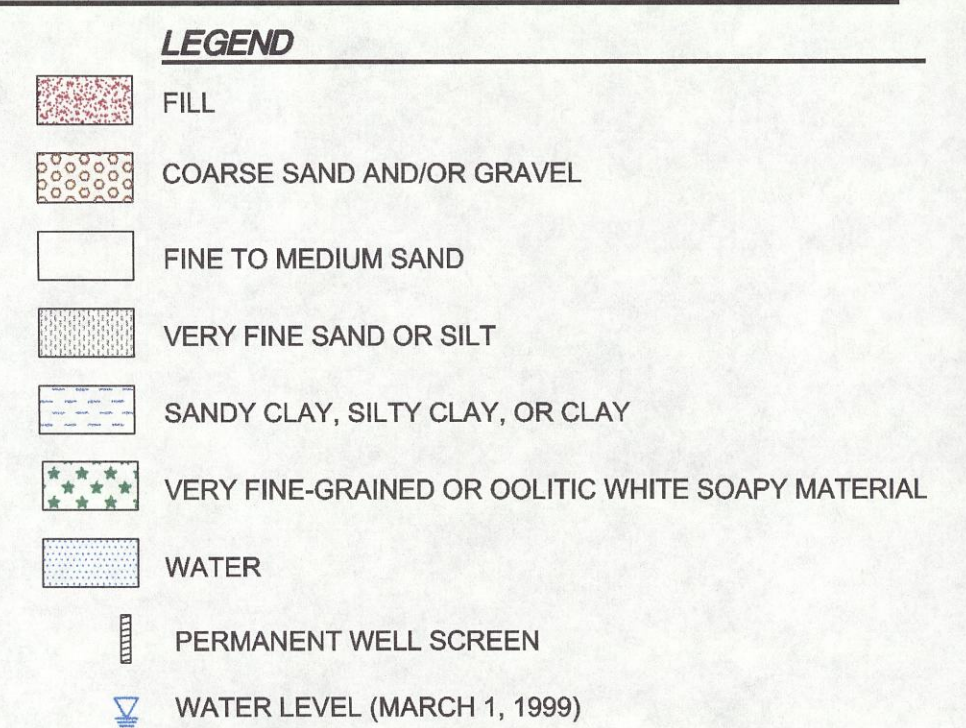 LEGEND
FILL
COARSE SAND AND/OR GRAVEL
FINE TO MEDIUM SAND
VERY FINE SAND OR SILT
SANDY CLAY, SILTY CLAY, OR CLAY
VERY FINE-GRAINED OR OOLITIC WHITE SOAPY MATERIAL
WATER
PERMANENT WELL SCREEN
WATER LEVEL (MARCH 1, 1999)